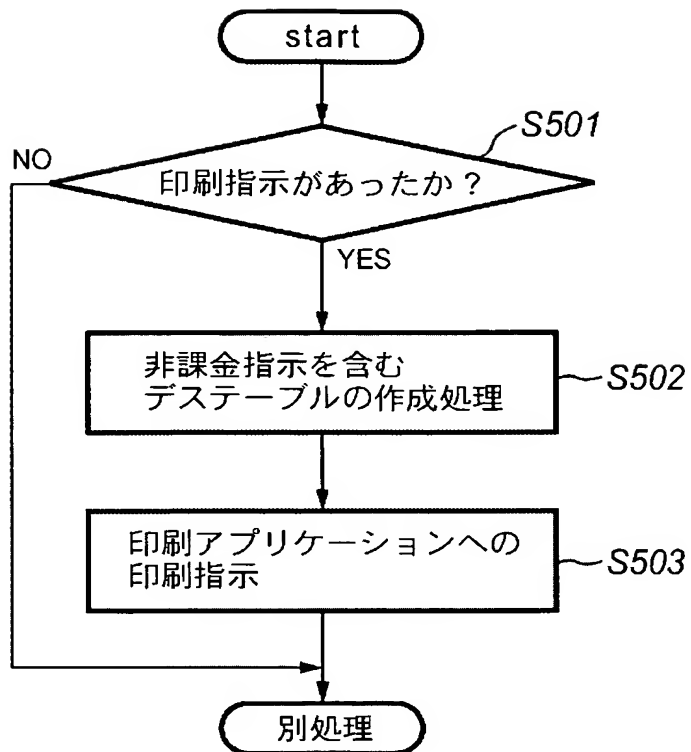 start
S501
NO
印刷指示があったか？
YES
非課金指示を含む
デステーブルの作成処理
S502
印刷アプリケーションへの
印刷指示
S503
別処理